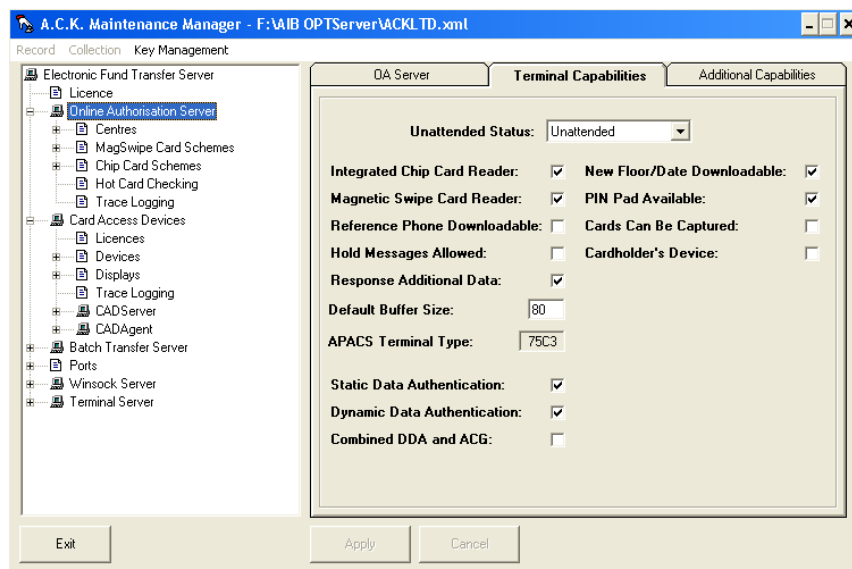 A.C.K. Maintenance Manager - F:\AIB OPTServer\ACKLTD.xml
Record Collection Key Management
Electronic Fund Transfer Server
Licence
Online Authorisation Server
Centres
MagSwipe Card Schemes
Chip Card Schemes
Hot Card Checking
Trace Logging
Card Access Devices
Licences
Devices
Displays
Trace Logging
CADServer
CADAgent
Batch Transfer Server
Ports
Winsock Server
Terminal Server
OA Server Terminal Capabilities Additional Capabilities
Unattended Status: Unattended
Integrated Chip Card Reader: New Floor/Date Downloadable:
Magnetic Swipe Card Reader: PIN Pad Available:
Reference Phone Downloadable: Cards Can Be Captured:
Hold Messages Allowed: Cardholder's Device:
Response Additional Data:
Default Buffer Size: 80
APACS Terminal Type: 75C3
Static Data Authentication:
Dynamic Data Authentication:
Combined DDA and ACG:
Exit Apply Cancel